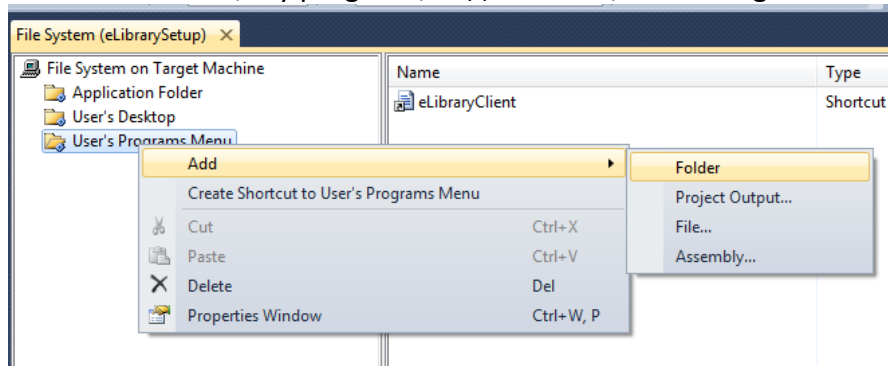 File System (eLibrarySetup) ×
File System on Target Machine
Application Folder
User's Desktop
User's Programs Menu
Name Type
eLibraryClient Shortcut
Add
Create Shortcut to User's Programs Menu
Cut Ctrl+X
Paste Ctrl+V
Delete Del
Properties Window Ctrl+W, P
Folder
Project Output...
File...
Assembly...